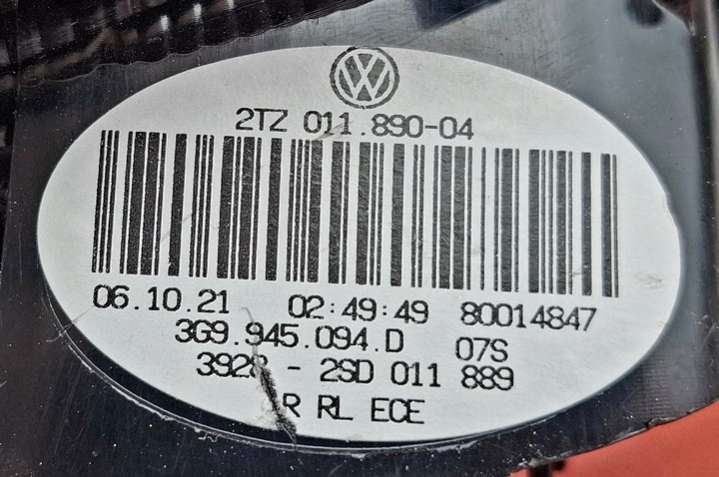 2TZ 011.890-04
06.10.21 02:49:49 80014847
3G9.945.094.D 07S
3928 - 2SD 011 889
R RL ECE